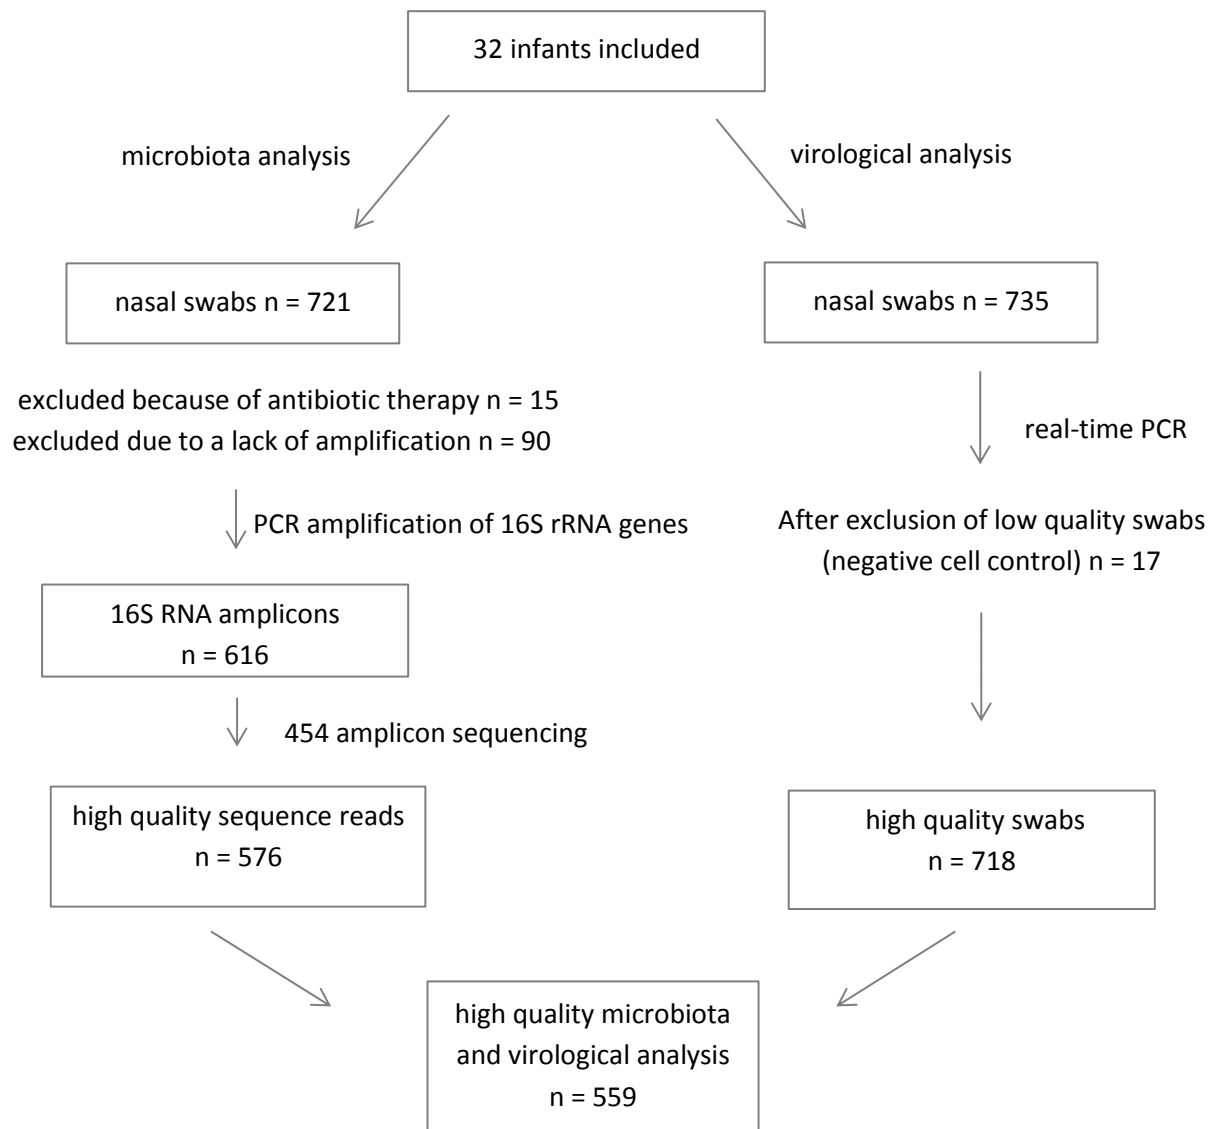 32 infants included
microbiota analysis
virological analysis
nasal swabs n = 721
nasal swabs n = 735
excluded because of antibiotic therapy n = 15
excluded due to a lack of amplification n = 90
real-time PCR
PCR amplification of 16S rRNA genes
After exclusion of low quality swabs
(negative cell control) n = 17
16S RNA amplicons
n = 616
454 amplicon sequencing
high quality sequence reads
n = 576
high quality swabs
n = 718
high quality microbiota
and virological analysis
n = 559